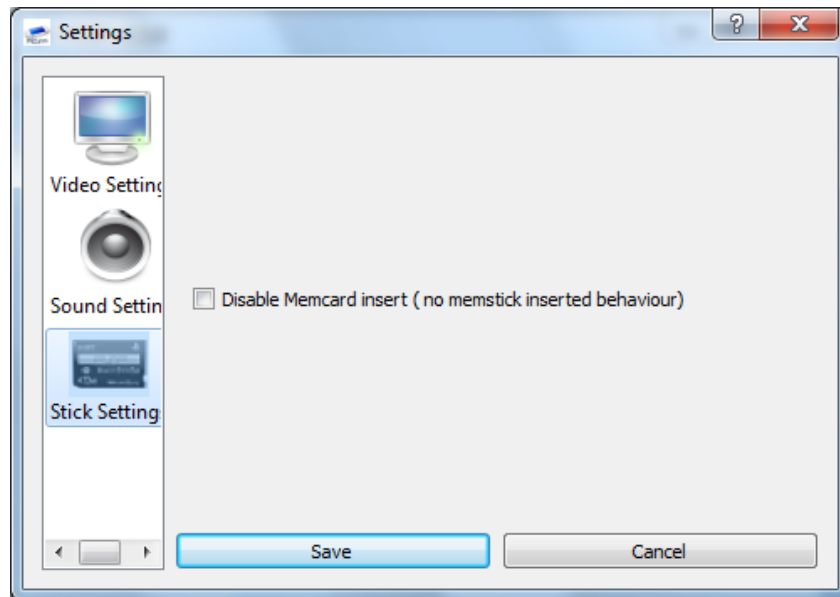 Settings
Video Setting
Sound Settin
Disable Memcard insert ( no memstick inserted behaviour)
Stick Setting
Save
Cancel